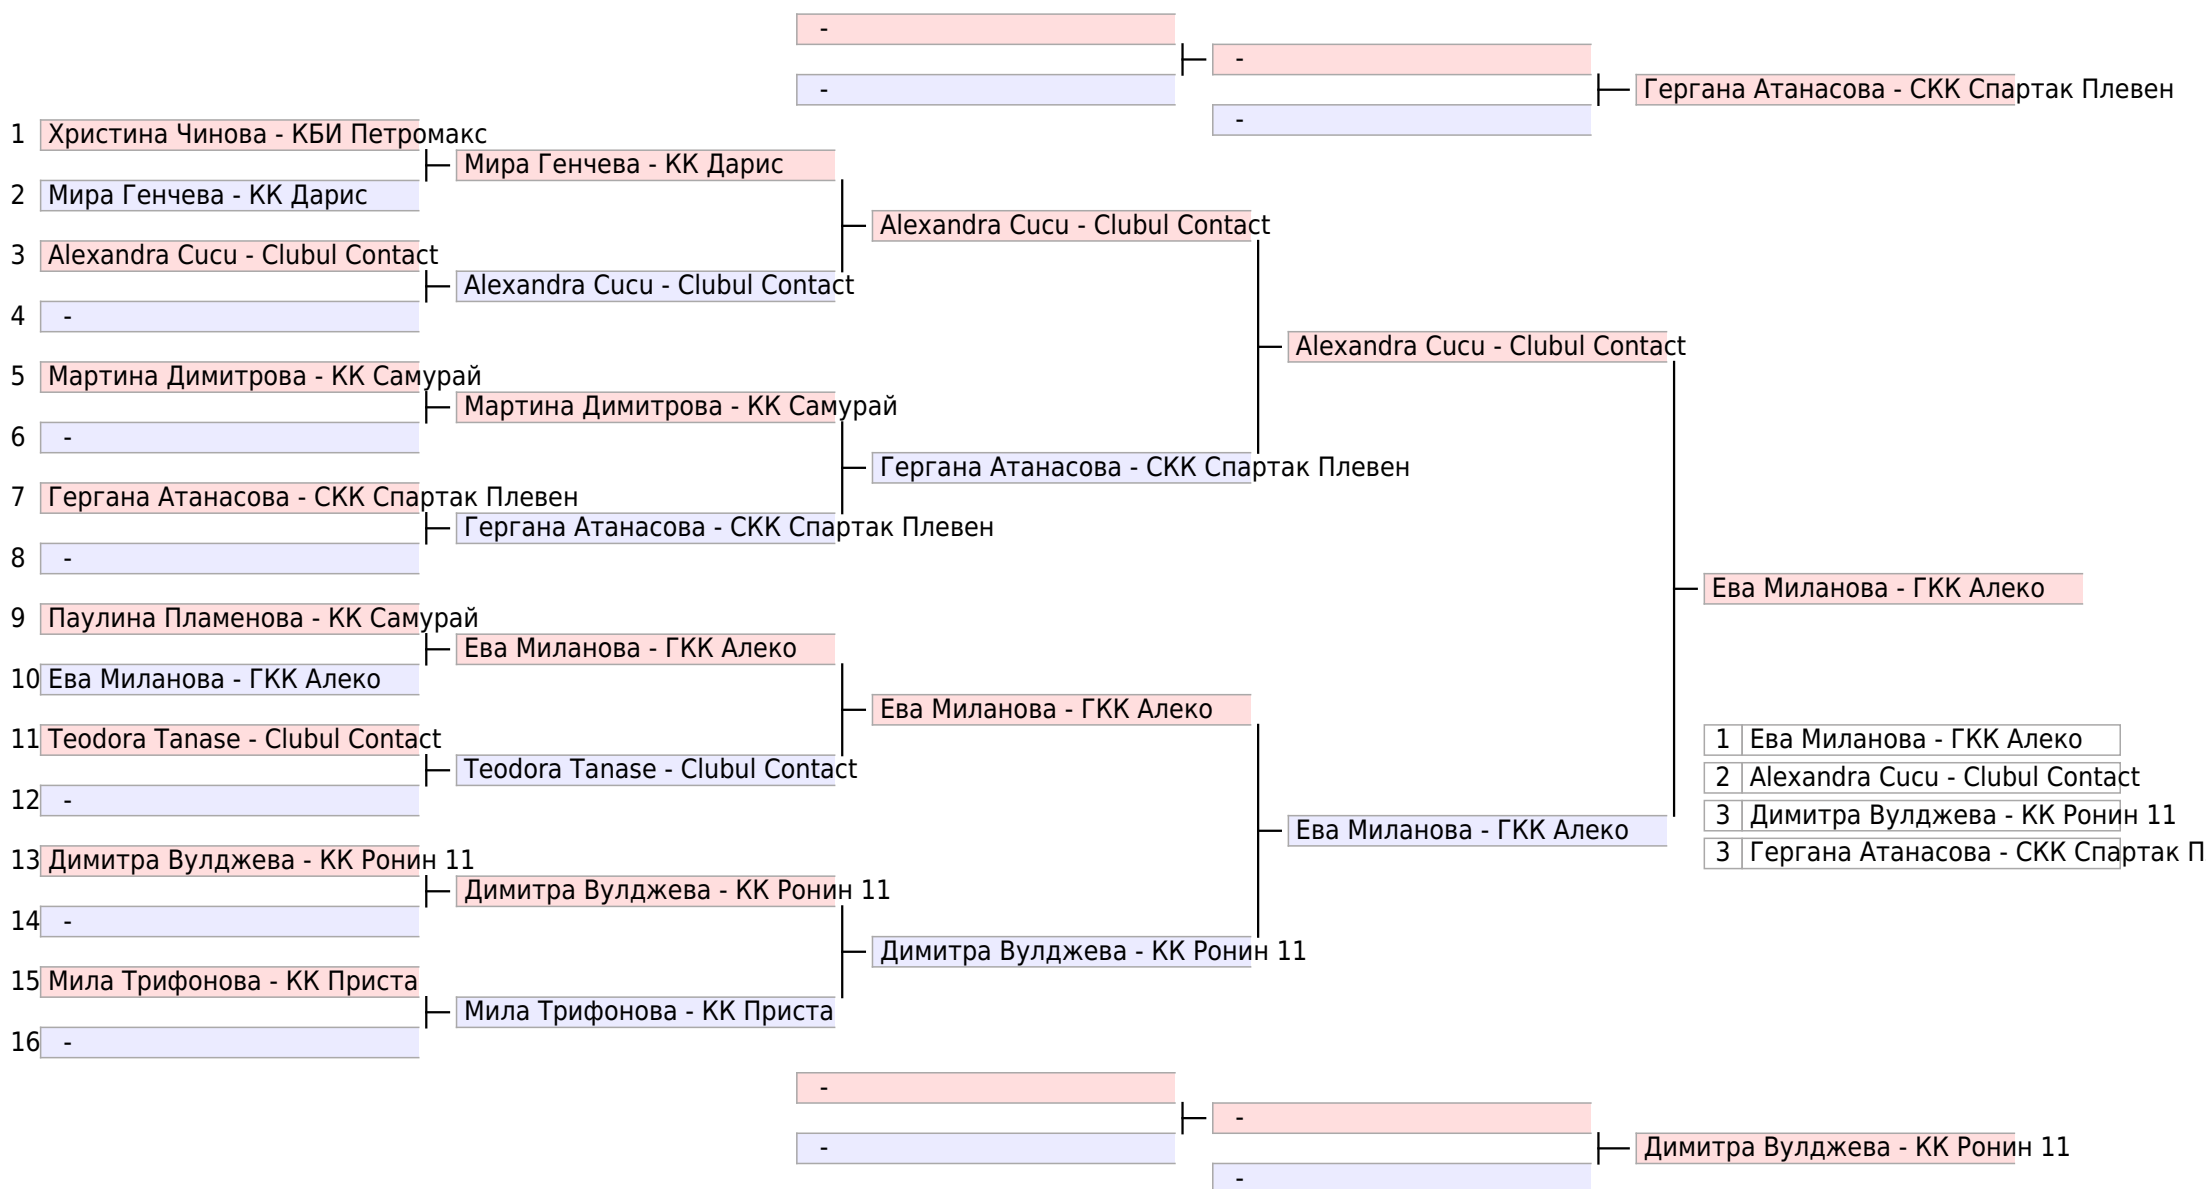 -
-
-
-
Гергана Атанасова - СКК Спартак Плевен
1 Христина Чинова - КБИ Петромакс
2 Мира Генчева - КК Дарис
3 Alexandra Cucu - Clubul Contact
4 -
5 Мартина Димитрова - КК Самурай
6 -
7 Гергана Атанасова - СКК Спартак Плевен
8 -
9 Паулина Пламенова - КК Самурай
10 Ева Миланова - ГКК Алеко
11 Teodora Tanase - Clubul Contact
12 -
13 Димитра Вулджева - КК Ронин 11
14 -
15 Мила Трифонова - КК Приста
16 -
Мира Генчева - КК Дарис
Alexandra Cucu - Clubul Contact
Мартина Димитрова - КК Самурай
Гергана Атанасова - СКК Спартак Плевен
Ева Миланова - ГКК Алеко
Teodora Tanase - Clubul Contact
Димитра Вулджева - КК Ронин 11
Мила Трифонова - КК Приста
Alexandra Cucu - Clubul Contact
Гергана Атанасова - СКК Спартак Плевен
Ева Миланова - ГКК Алеко
Димитра Вулджева - КК Ронин 11
Alexandra Cucu - Clubul Contact
Ева Миланова - ГКК Алеко
Ева Миланова - ГКК Алеко
1 Ева Миланова - ГКК Алеко
2 Alexandra Cucu - Clubul Contact
3 Димитра Вулджева - КК Ронин 11
3 Гергана Атанасова - СКК Спартак П
-
-
-
-
Димитра Вулджева - КК Ронин 11